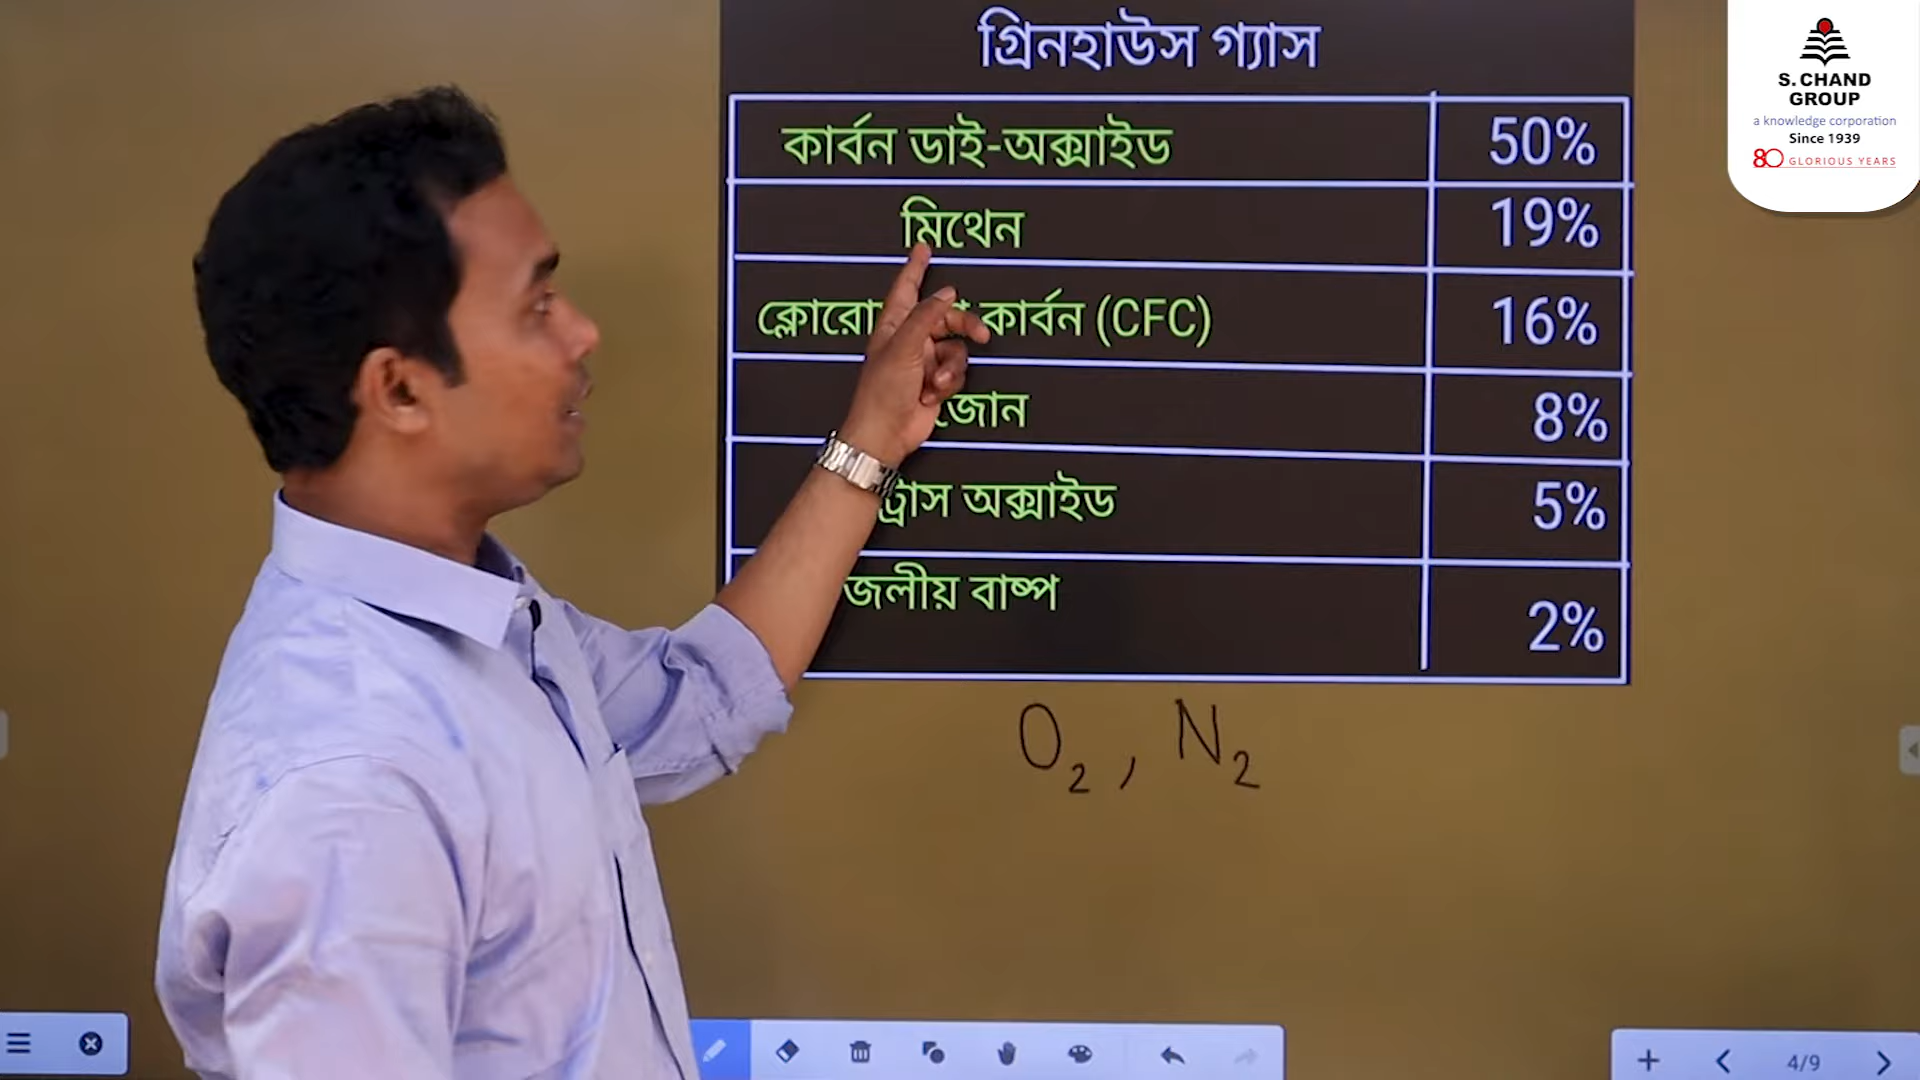 গ্রিনহাউস গ্যাস
কার্বন ডাই-অক্সাইড 50%
মিথেন 19%
কার্বন (CFC) 16%
8%
অক্সাইড 5%
জলীয় বাষ্প 2%
O₂, N₂
S. CHAND
GROUP
a knowledge corporation
Since 1939
80 GLORIOUS YEARS
4/9